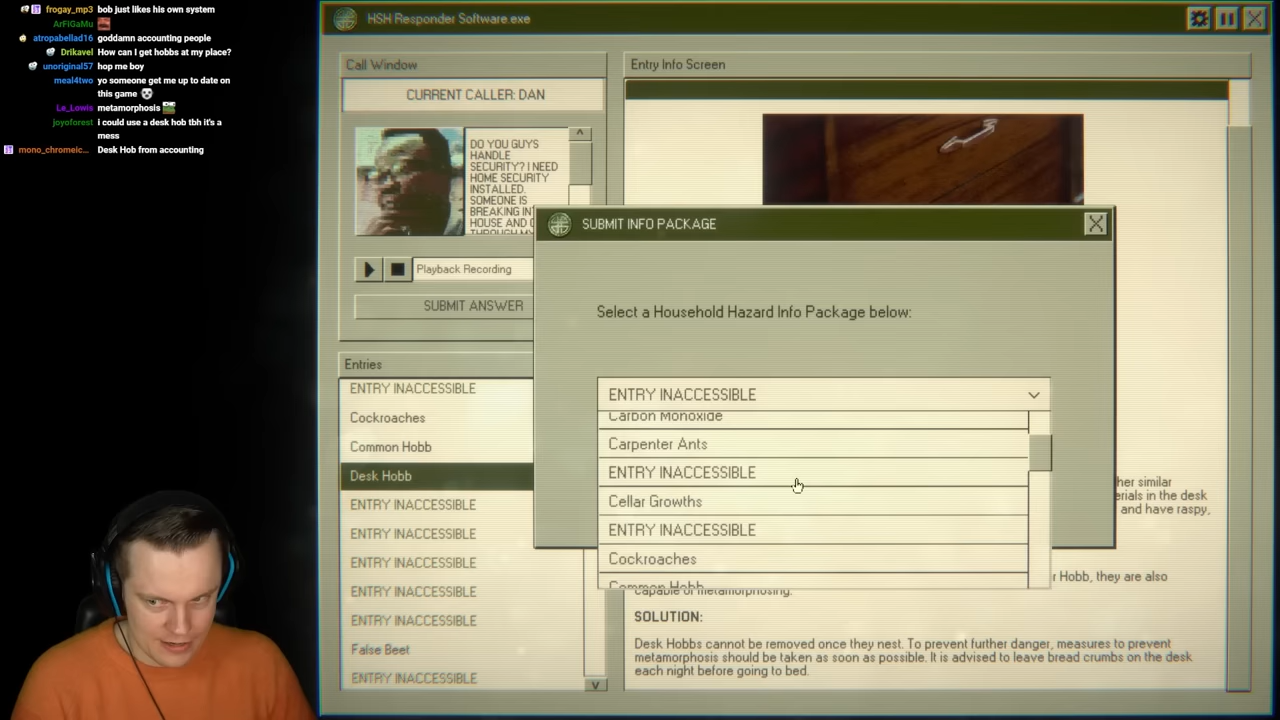 frogay_mp3 bob just likes his own system
ArFiGaMu
atropabellad16 goddamn accounting people
Drikavel How can I get hobbs at my place?
unoriginal57 hop me boy
meal4two yo someone get me up to date on
this game
Le_Lowis metamorphosis
joyoforest i could use a desk hob tbh it's a
mess
mono_chromeic... Desk Hob from accounting
HSH Responder Software.exe
Call Window
CURRENT CALLER: DAN
DO YOU GUYS
HANDLE
SECURITY? I NEED
HOME SECURITY
INSTALLED.
SOMEONE IS
BREAKING IN
HOUSE AND
THROUGH MY
Playback Recording
SUBMIT ANSWER
Entries
ENTRY INACCESSIBLE
Cockroaches
Common Hobb
Desk Hobb
ENTRY INACCESSIBLE
ENTRY INACCESSIBLE
ENTRY INACCESSIBLE
ENTRY INACCESSIBLE
ENTRY INACCESSIBLE
False Beet
ENTRY INACCESSIBLE
Entry Info Screen
SUBMIT INFO PACKAGE
Select a Household Hazard Info Package below:
ENTRY INACCESSIBLE
Carbon Monoxide
Carpenter Ants
ENTRY INACCESSIBLE
Cellar Growths
ENTRY INACCESSIBLE
Cockroaches
Common Hobb
her similar
erials in the desk
and have raspy,
r Hobb, they are also
capable of metamorphosing.
SOLUTION:
Desk Hobbs cannot be removed once they nest. To prevent further danger, measures to prevent
metamorphosis should be taken as soon as possible. It is advised to leave bread crumbs on the desk
each night before going to bed.